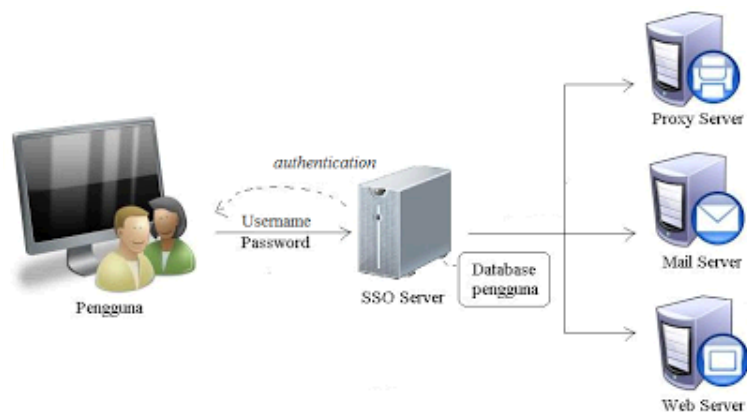 authentication
Username
Password
Pengguna
SSO Server
Database
pengguna
Proxy Server
Mail Server
Web Server